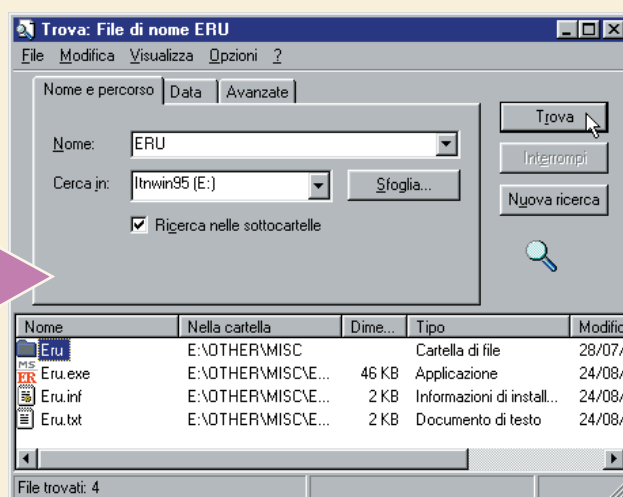 Trova: File di nome ERU
File Modifica Visualizza Opzioni ?
Nome e percorso Data Avanzate
Nome: ERU
Cerca in: Itnwin95 (E:) Sfoglia...
Ricerca nelle sottocartelle
Trova
Interrompi
Nuova ricerca
Nome Nella cartella Dime... Tipo Modific
Eru E:\OTHER\MISC Cartella di file 28/07/
MS
ER Eru.exe E:\OTHER\MISC\E... 46 KB Applicazione 24/08/
Eru.inf E:\OTHER\MISC\E... 2 KB Informazioni di install... 24/08/
Eru.txt E:\OTHER\MISC\E... 2 KB Documento di testo 24/08/
File trovati: 4